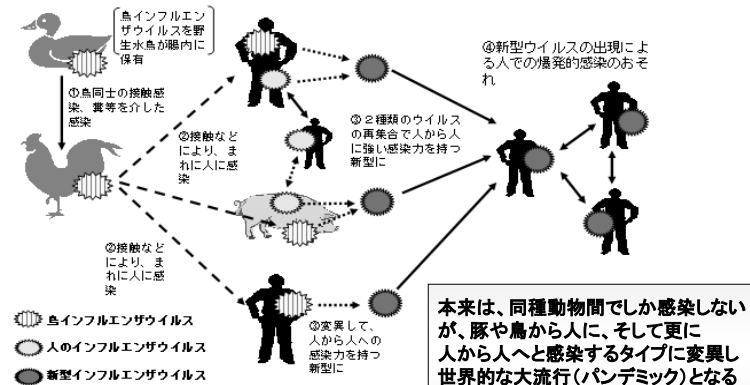 鳥インフルエン
ザウイルスを野
生水鳥が腸内に
保有
①鳥同士の接触感
染、糞等を介した
感染
②接触など
により、ま
れに人に感
染
②接触など
により、ま
れに人に
感染
③２種類のウイルス
の再集合で人から人
に強い感染力を持つ
新型に
③変異して、
人から人への
感染力を持つ
新型に
④新型ウイルスの出現によ
る人での爆発的感染のおそ
れ
鳥インフルエンザウイルス
人のインフルエンザウイルス
新型インフルエンザウイルス
本来は、同種動物間でしか感染しない
が、豚や鳥から人に、そして更に
人から人へと感染するタイプに変異し
世界的な大流行(パンデミック)となる